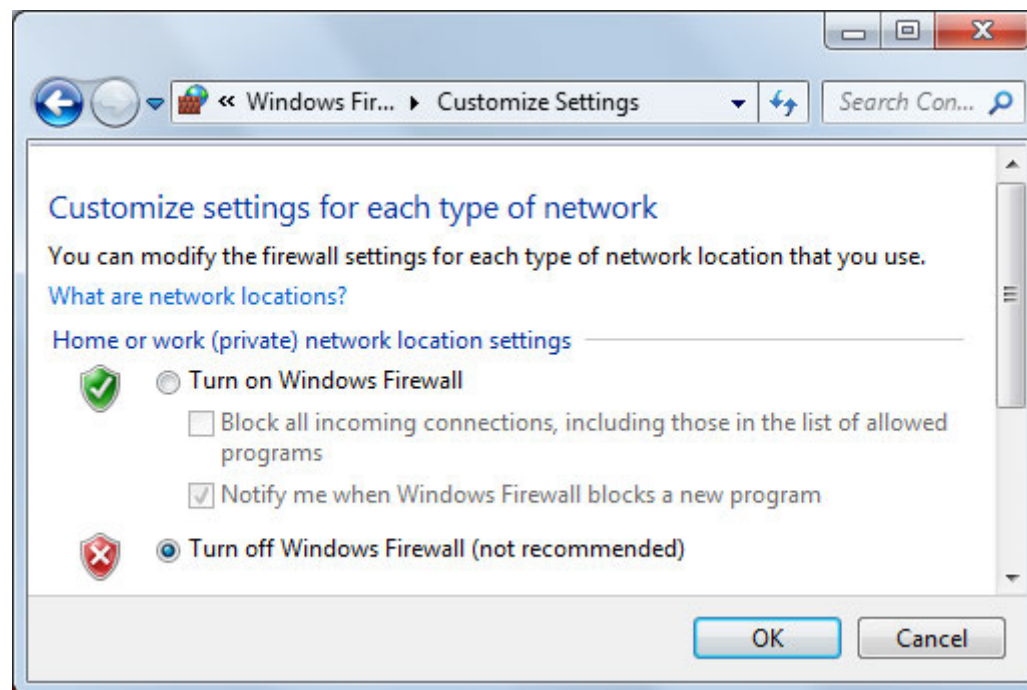 « Windows Fir... ▸ Customize Settings
Search Con...
Customize settings for each type of network
You can modify the firewall settings for each type of network location that you use.
What are network locations?
Home or work (private) network location settings
Turn on Windows Firewall
Block all incoming connections, including those in the list of allowed
programs
Notify me when Windows Firewall blocks a new program
Turn off Windows Firewall (not recommended)
OK
Cancel